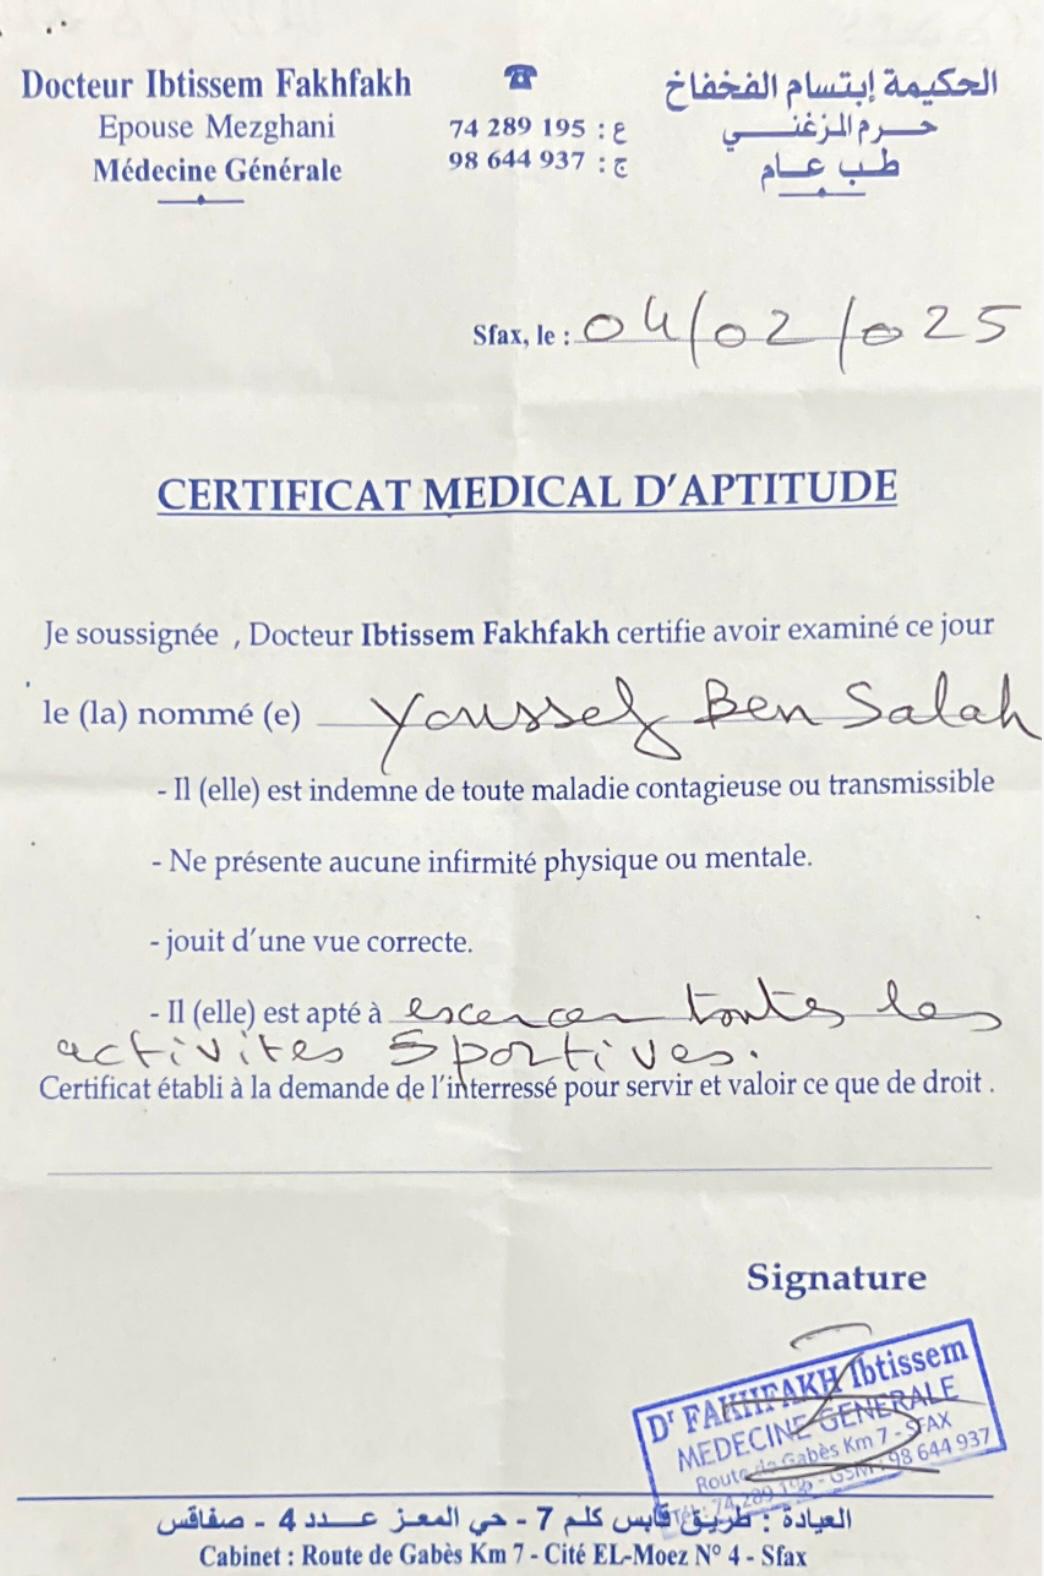 Docteur Ibtissem Fakhfakh
Epouse Mezghani
Médecine Générale
☎
74 289 195 : ع
98 644 937 : ج
الحكيمة إبتسام الفخفاخ
حرم المزغني
طب عام
Sfax, le : 04/02/025
CERTIFICAT MEDICAL D'APTITUDE
Je soussignée , Docteur Ibtissem Fakhfakh certifie avoir examiné ce jour
le (la) nommé (e) Youssef Ben Salah
- Il (elle) est indemne de toute maladie contagieuse ou transmissible
- Ne présente aucune infirmité physique ou mentale.
- jouit d'une vue correcte.
- Il (elle) est apté à escercer toutes les
activites Sportives.
Certificat établi à la demande de l'interressé pour servir et valoir ce que de droit .
Signature
Dr FAKHFAKH Ibtissem
MEDECINE GENERALE
Route de Gabès Km 7 - SFAX
Tél: 74 289 195 - GSM : 98 644 937
العيادة : طريق قابس كلم 7 - حي المعز عدد 4 - صفاقس
Cabinet : Route de Gabès Km 7 - Cité EL-Moez N° 4 - Sfax